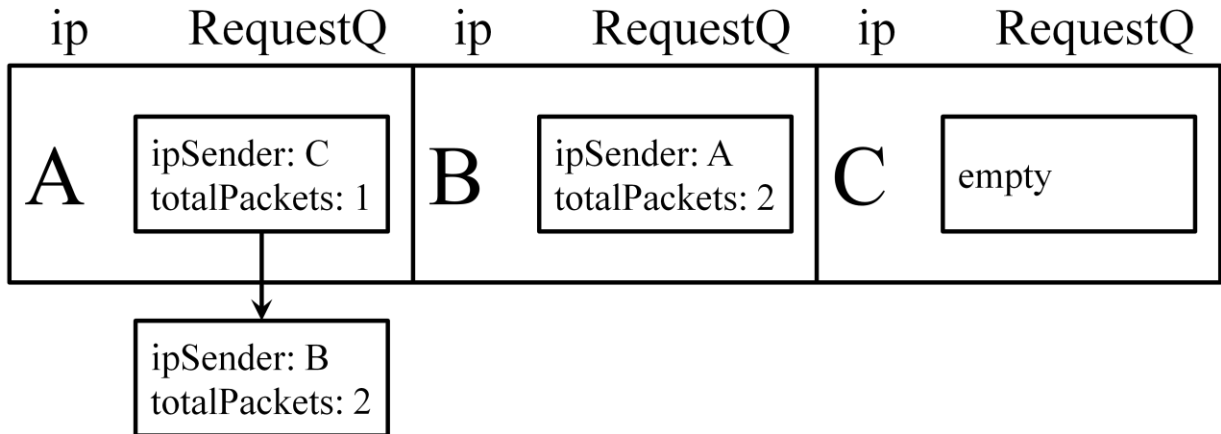 ip RequestQ ip RequestQ ip RequestQ
A
ipSender: C
totalPackets: 1
B
ipSender: A
totalPackets: 2
C
empty
ipSender: B
totalPackets: 2